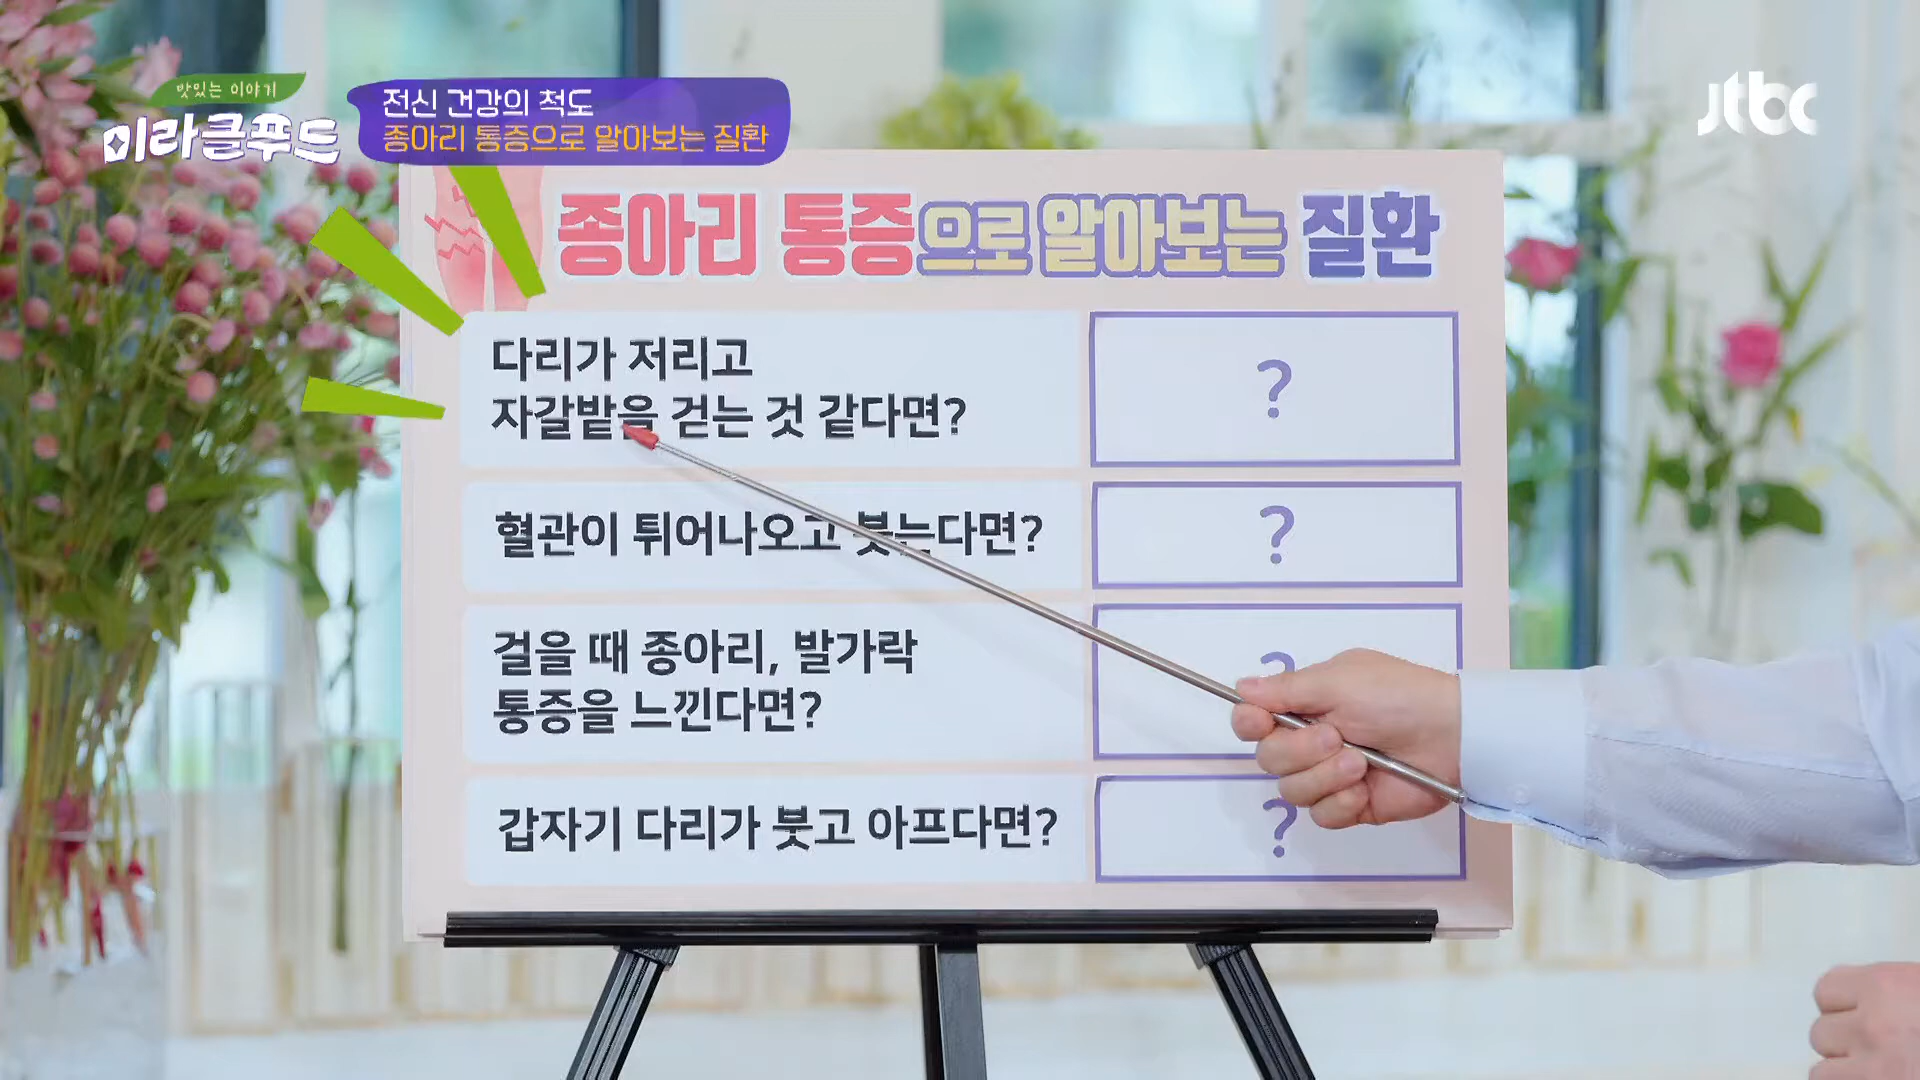 맛있는 이야기
미라클푸드
전신 건강의 척도
종아리 통증으로 알아보는 질환
jtbc
종아리 통증으로 알아보는 질환
다리가 저리고
자갈밭을 걷는 것 같다면?
?
혈관이 튀어나오고 붓는다면?
?
걸을 때 종아리, 발가락
통증을 느낀다면?
?
갑자기 다리가 붓고 아프다면?
?